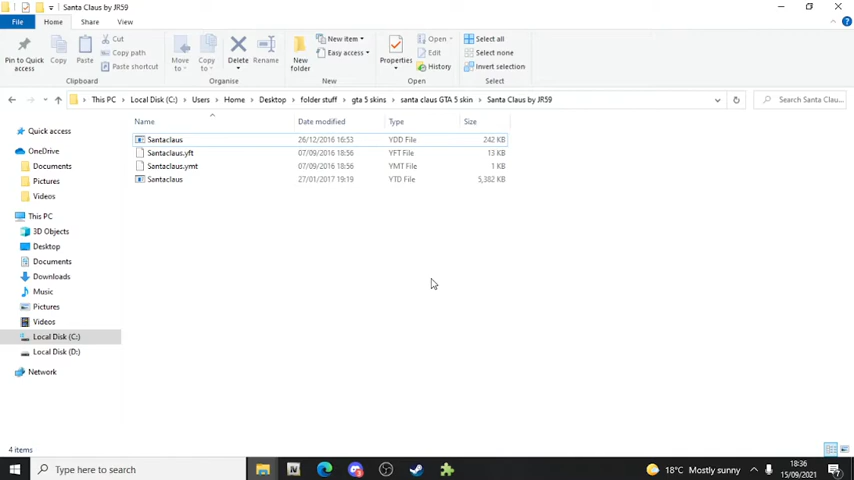 Santa Claus by JR59
File Home Share View
Pin to Quick access
Copy
Paste
Cut
Copy path
Paste shortcut
Clipboard
Move to
Copy to
Delete
Rename
Organise
New folder
New item
Easy access
New
Properties
Open
Edit
History
Open
Select all
Select none
Invert selection
Select
This PC Local Disk (C:) Users Home Desktop folder stuff gta 5 skins santa claus GTA 5 skin Santa Claus by JR59
Search Santa Clau...
Name Date modified Type Size
Santaclaus 26/12/2016 16:53 YDD File 242 KB
Santaclaus.yft 07/09/2016 18:56 YFT File 13 KB
Santaclaus.ymt 07/09/2016 18:56 YMT File 1 KB
Santaclaus 27/01/2017 19:19 YTD File 5,382 KB
Quick access
OneDrive
Documents
Pictures
Videos
This PC
3D Objects
Desktop
Documents
Downloads
Music
Pictures
Videos
Local Disk (C:)
Local Disk (D:)
Network
4 items
Type here to search
IV
18°C Mostly sunny
18:36
15/09/2021
7